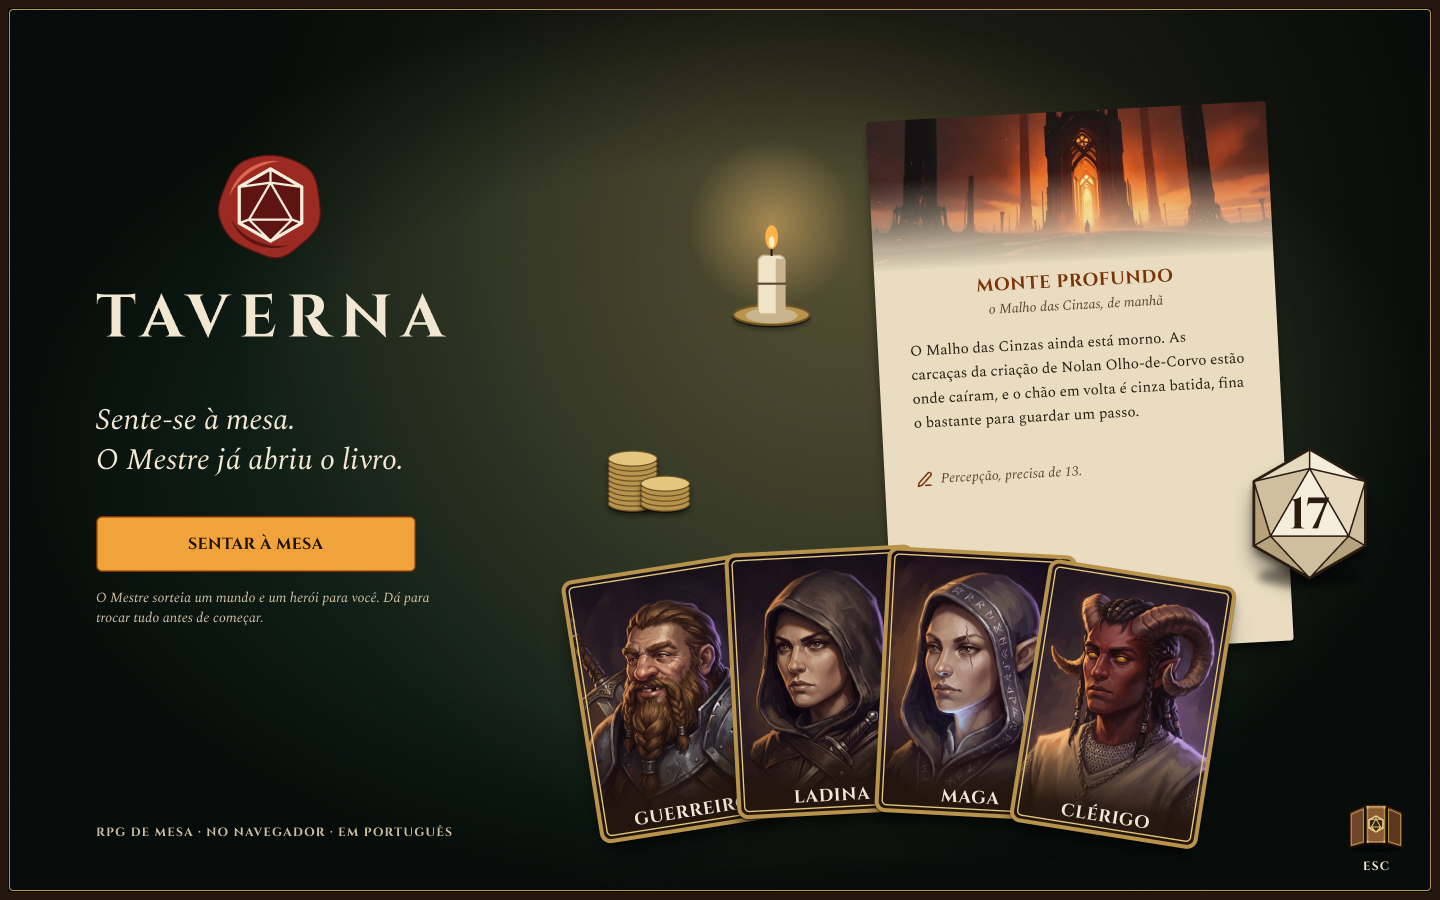 TAVERNA
Sente-se à mesa.
O Mestre já abriu o livro.
SENTAR À MESA
O Mestre sorteia um mundo e um herói para você. Dá para
trocar tudo antes de começar.
RPG DE MESA · NO NAVEGADOR · EM PORTUGUÊS
MONTE PROFUNDO
o Malho das Cinzas, de manhã
O Malho das Cinzas ainda está morno. As
carcaças da criação de Nolan Olho-de-Corvo estão
onde caíram, e o chão em volta é cinza batida, fina
o bastante para guardar um passo.
Percepção, precisa de 13.
17
GUERREIRO
LADINA
MAGA
CLÉRIGO
ESC